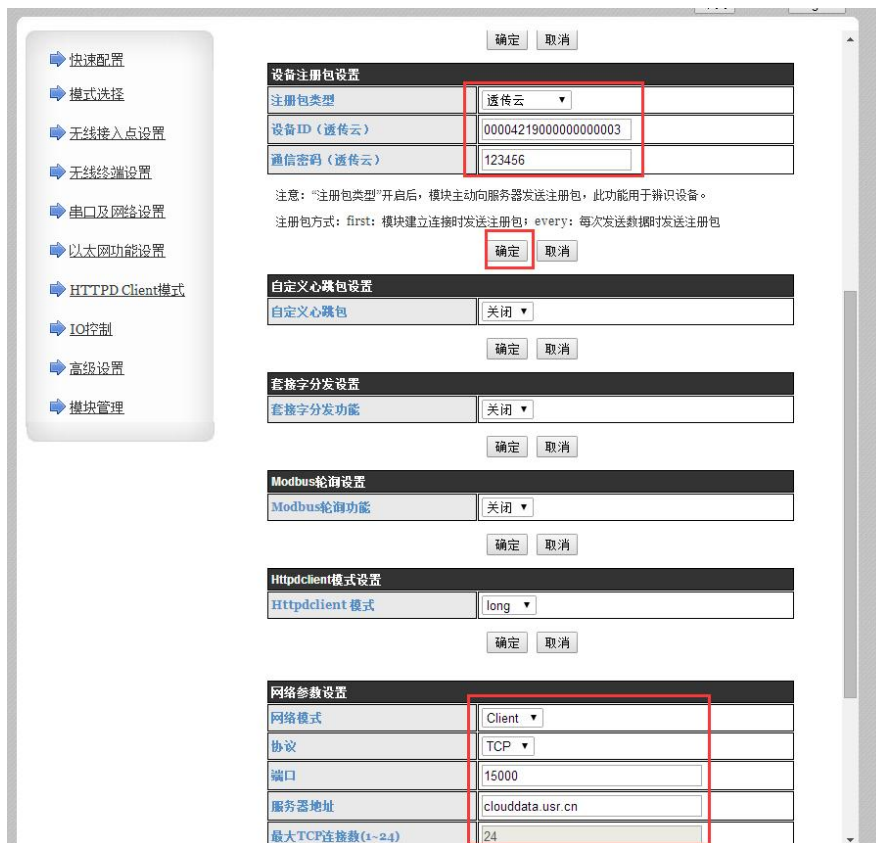 确定 取消
快速配置
模式选择
无线接入点设置
无线终端设置
串口及网络设置
以太网功能设置
HTTPD Client模式
IO控制
高级设置
模块管理
设备注册包设置
注册包类型 透传云
设备ID（透传云） 00004219000000000003
通信密码（透传云） 123456
注意：“注册包类型”开启后，模块主动向服务器发送注册包，此功能用于辨识设备。
注册包方式：first：模块建立连接时发送注册包；every：每次发送数据时发送注册包
确定 取消
自定义心跳包设置
自定义心跳包 关闭
确定 取消
套接字分发设置
套接字分发功能 关闭
确定 取消
Modbus轮询设置
Modbus轮询功能 关闭
确定 取消
Httpdclient模式设置
Httpdclient 模式 long
确定 取消
网络参数设置
网络模式 Client
协议 TCP
端口 15000
服务器地址 clouddata.usr.cn
最大TCP连接数(1~24) 24